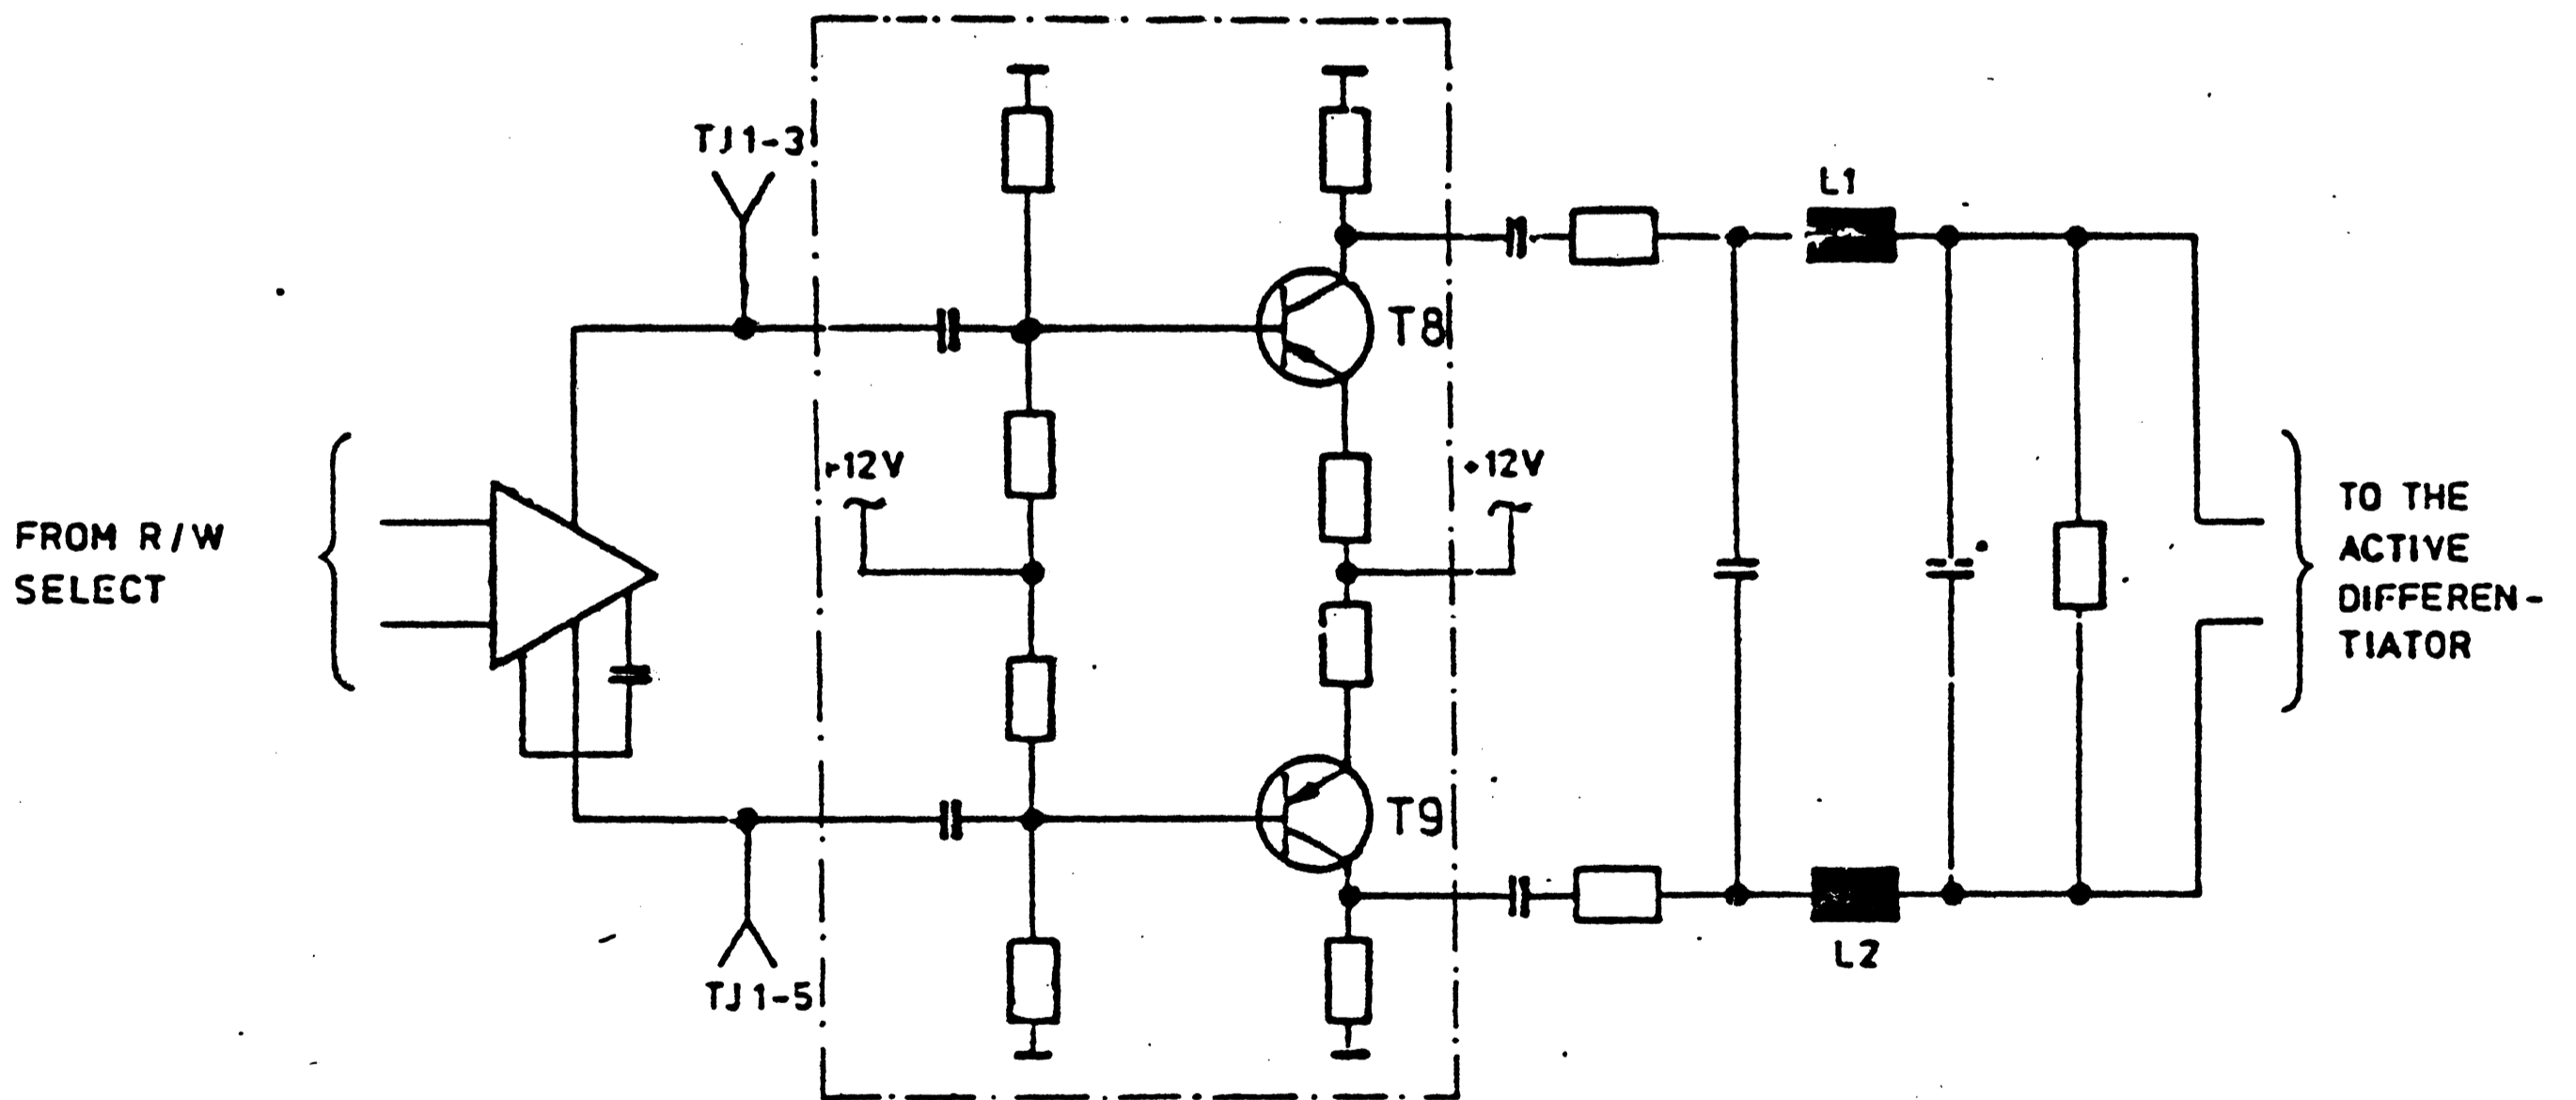 TJ1-3
L1
T8
+12V
+12V
FROM R/W
SELECT
TO THE
ACTIVE
DIFFEREN-
TIATOR
T9
L2
TJ1-5